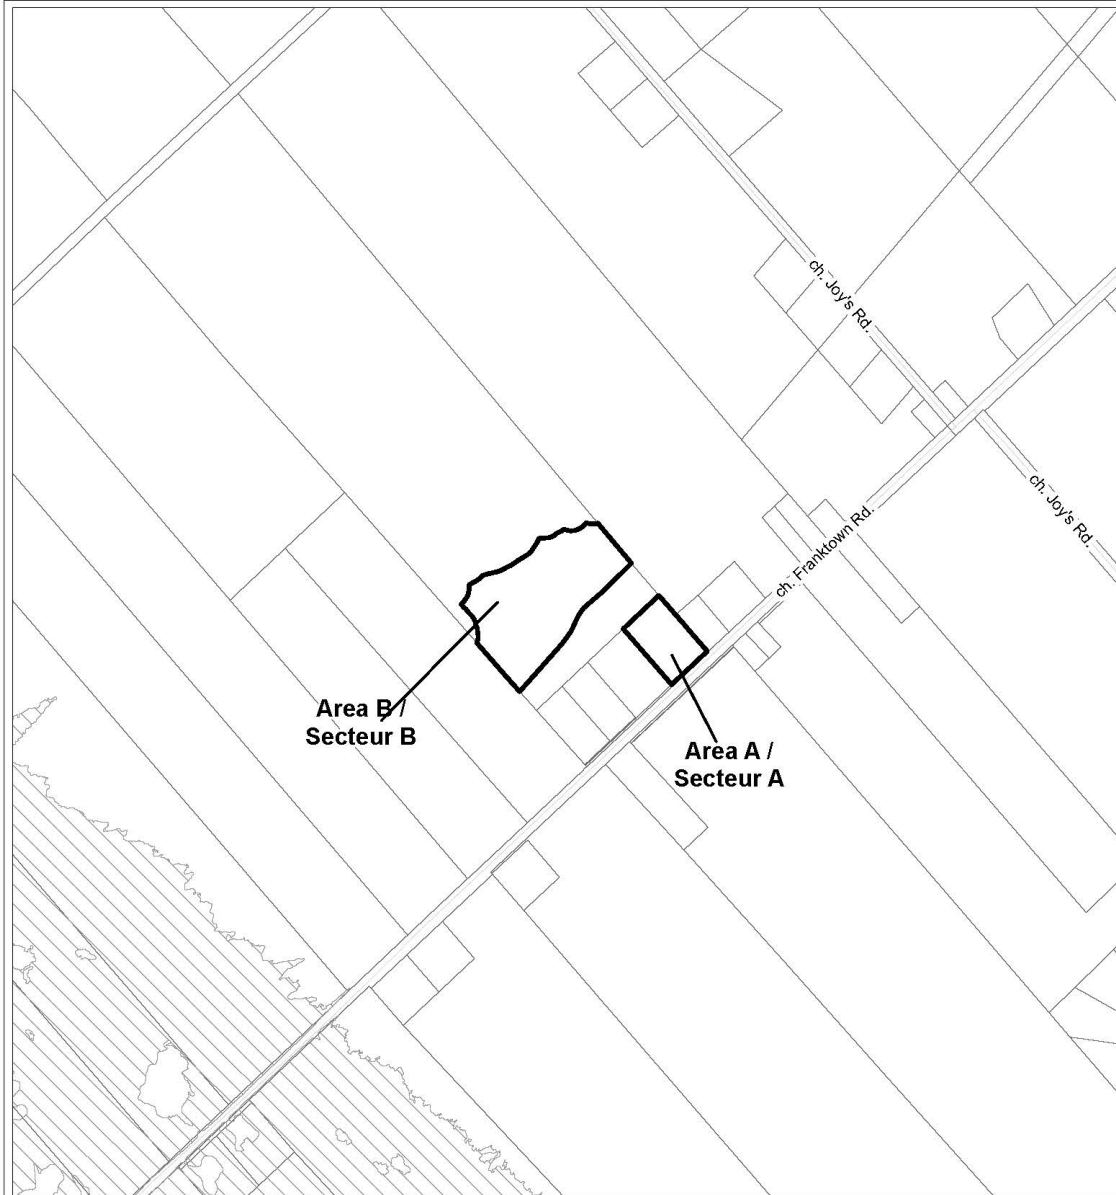 ch. Joy's Rd.
ch. Joy's Rd.
ch. Franktown Rd.
Area B /
Secteur B
Area A /
Secteur A